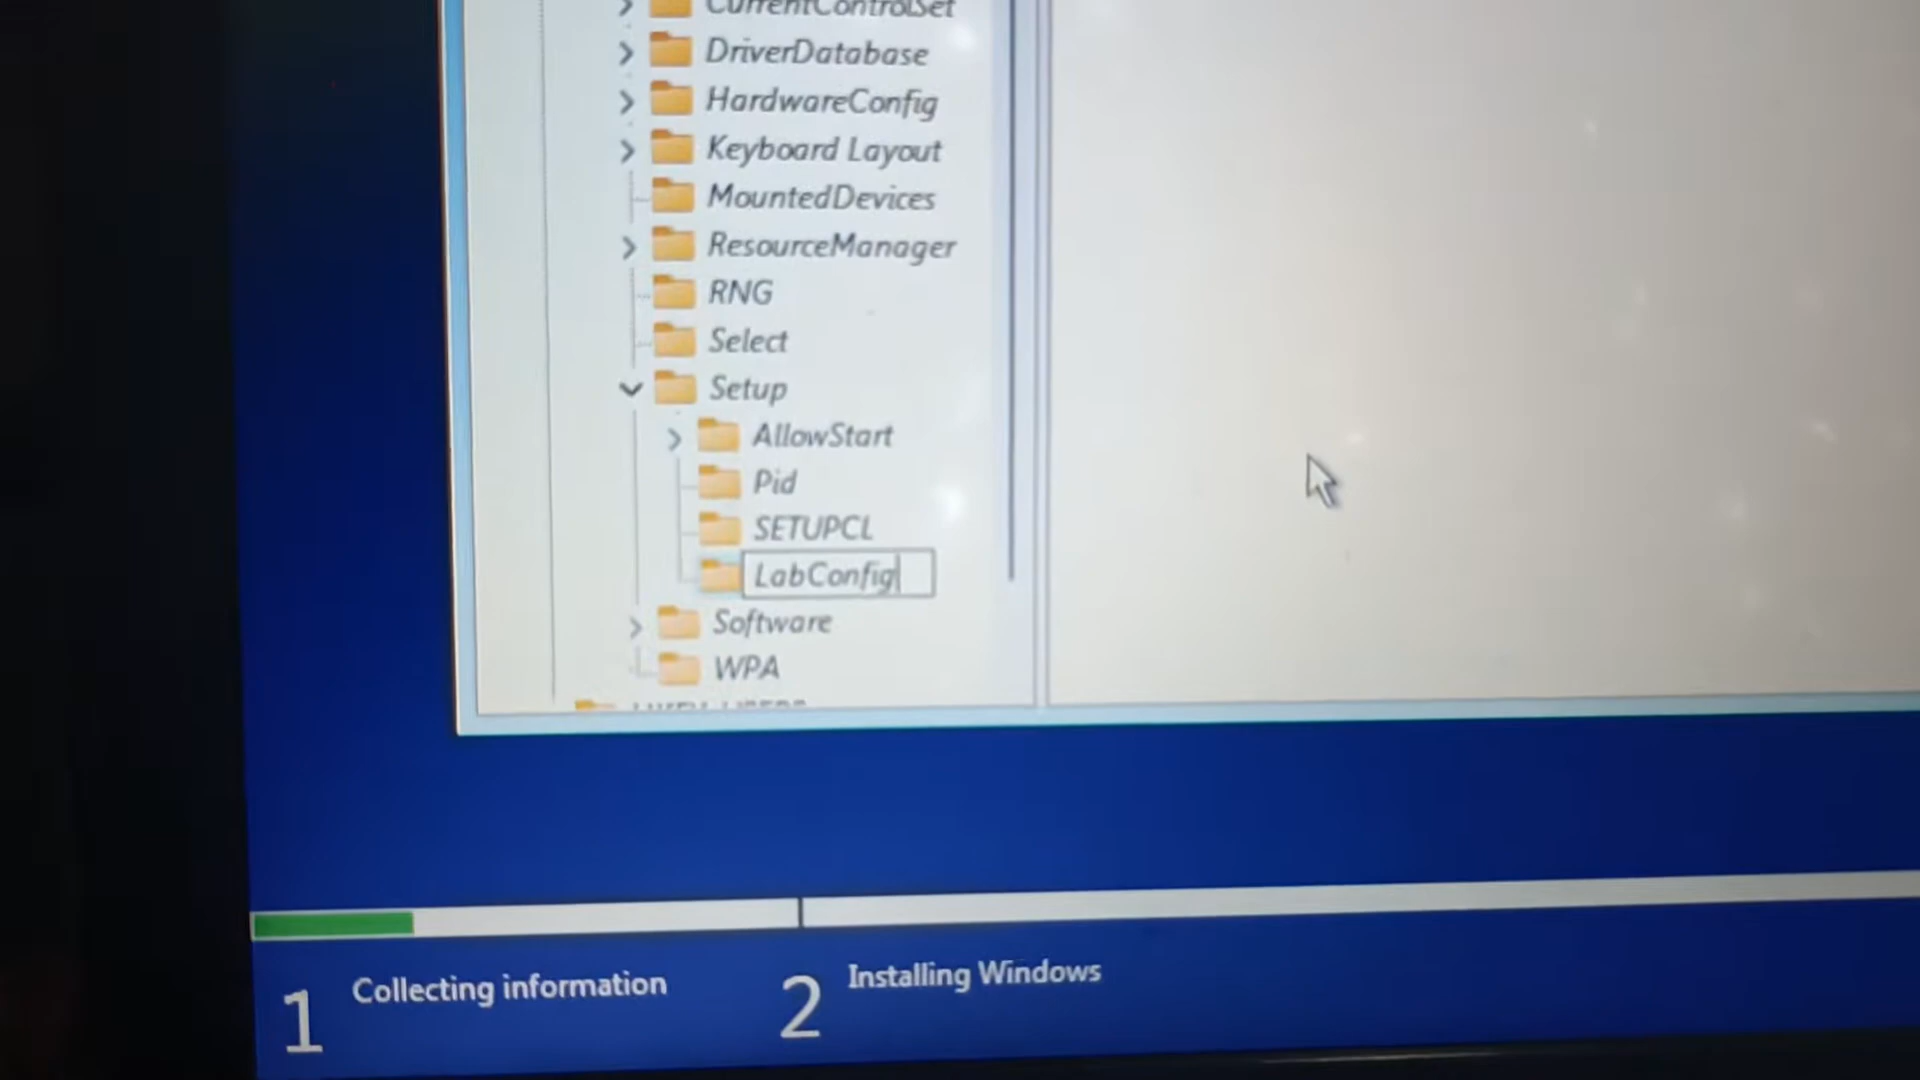 CurrentControlSet
DriverDatabase
HardwareConfig
Keyboard Layout
MountedDevices
ResourceManager
RNG
Select
Setup
AllowStart
Pid
SETUPCL
LabConfig
Software
WPA
1 Collecting information
2 Installing Windows